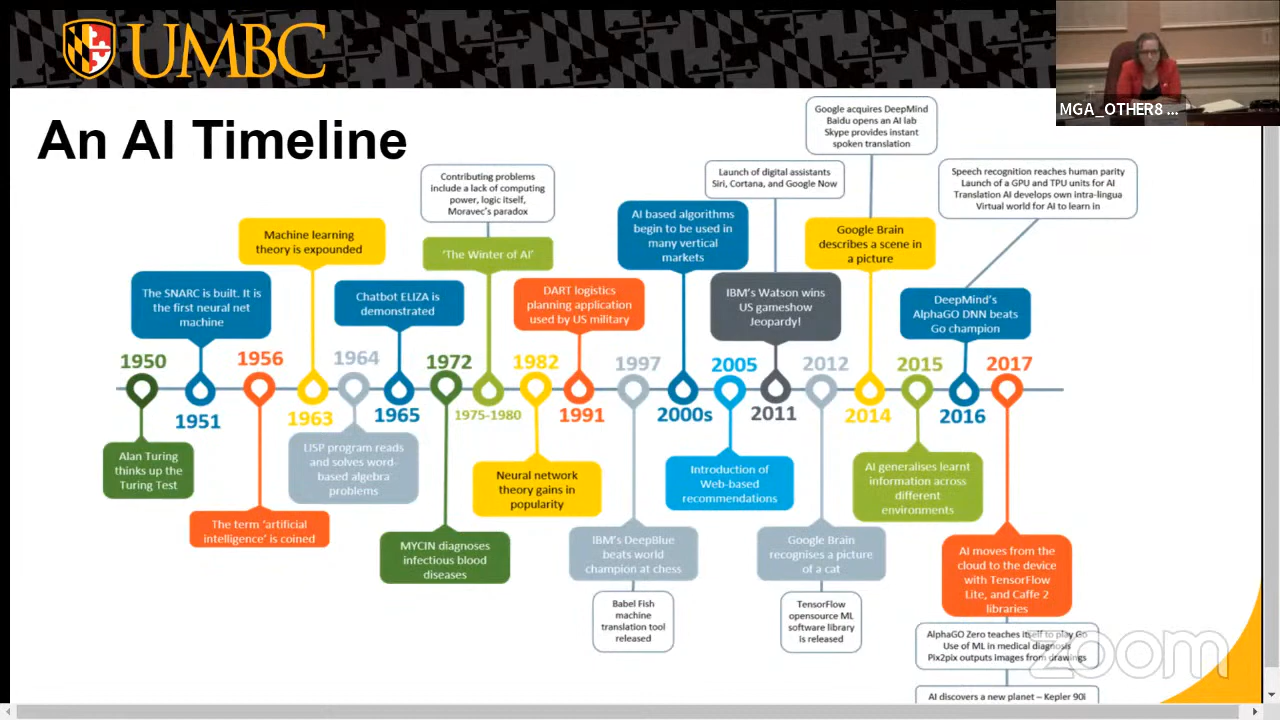 UMBC
MGA_OTHER8 ...
An AI Timeline
Google acquires DeepMind
Baidu opens an AI lab
Skype provides instant
spoken translation
Contributing problems
include a lack of computing
power, logic itself,
Moravec's paradox
Launch of digital assistants
Siri, Cortana, and Google Now
Speech recognition reaches human parity
Launch of a GPU and TPU units for AI
Translation AI develops own intra-lingua
Virtual world for AI to learn in
Machine learning
theory is expounded
'The Winter of AI'
AI based algorithms
begin to be used in
many vertical
markets
Google Brain
describes a scene in
a picture
The SNARC is built. It is
the first neural net
machine
Chatbot ELIZA is
demonstrated
DART logistics
planning application
used by US military
IBM's Watson wins
US gameshow
Jeopardy!
DeepMind's
AlphaGO DNN beats
Go champion
1950
1956
1964
1972
1982
1997
2005
2012
2015
2017
1951
1963
1965
1975-1980
1991
2000s
2011
2014
2016
Alan Turing
thinks up the
Turing Test
The term 'artificial
intelligence' is coined
LISP program reads
and solves word-
based algebra
problems
MYCIN diagnoses
infectious blood
diseases
Neural network
theory gains in
popularity
IBM's DeepBlue
beats world
champion at chess
Babel Fish
machine
translation tool
released
Introduction of
Web-based
recommendations
Google Brain
recognises a picture
of a cat
TensorFlow
opensource ML
software library
is released
AI generalises learnt
information across
different
environments
AI moves from the
cloud to the device
with TensorFlow
Lite, and Caffe 2
libraries
AlphaGO Zero teaches itself to play Go
Use of ML in medical diagnosis
Pix2pix outputs images from drawings
AI discovers a new planet – Kepler 90i
zoom